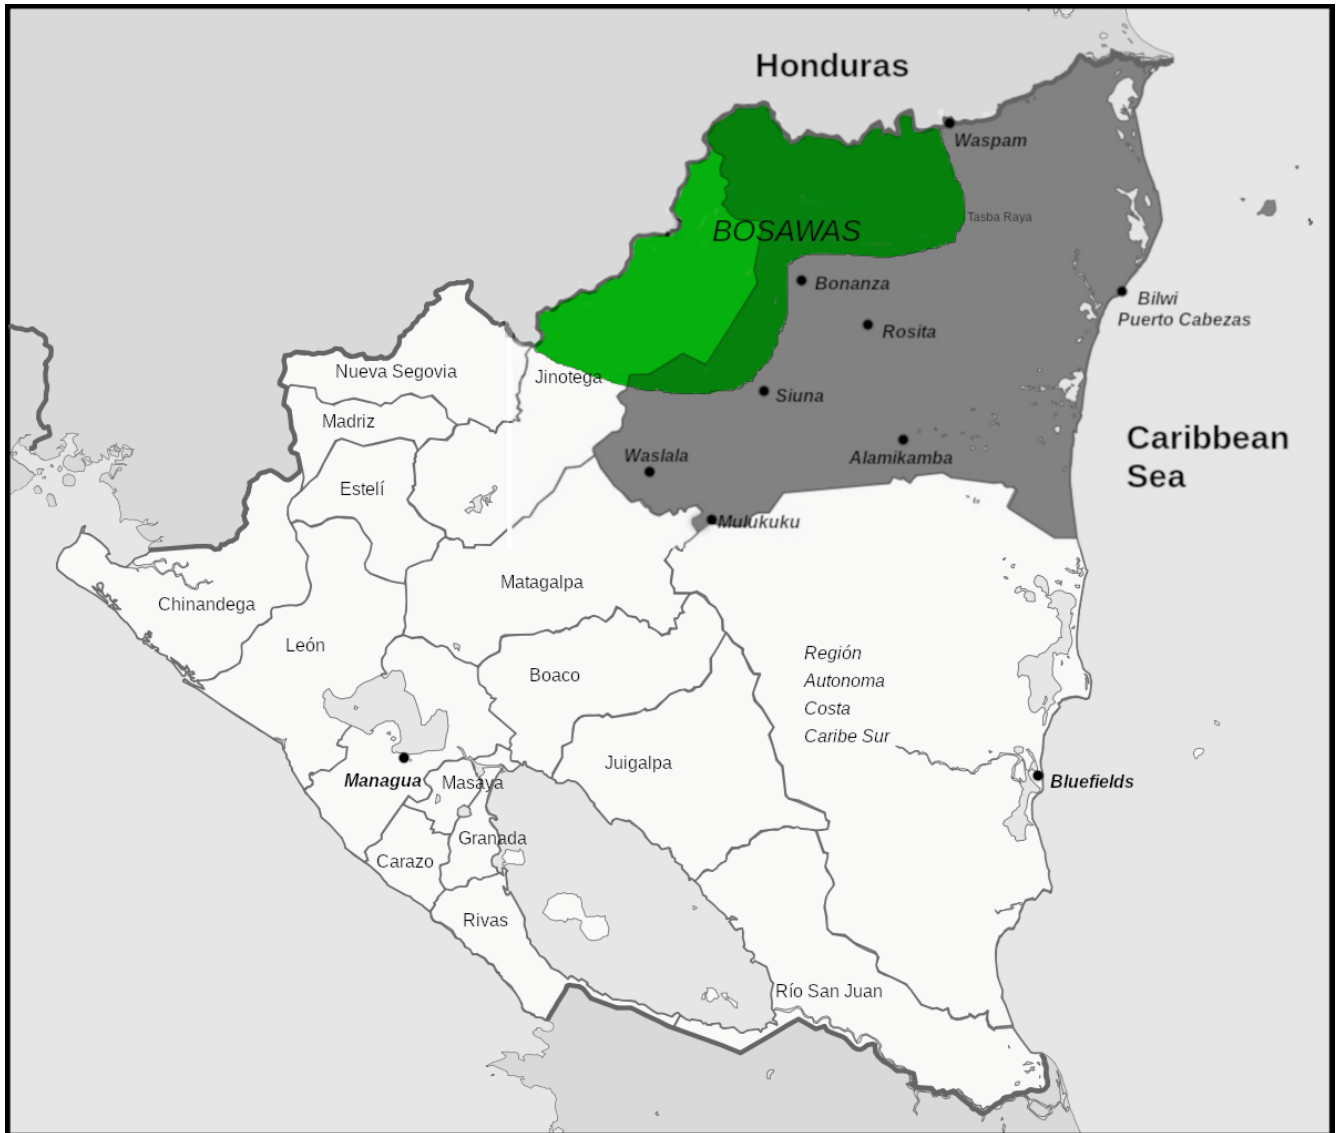 Honduras
Waspam
Tasba Raya
BOSAWAS
Bonanza
Bilwi
Puerto Cabezas
Rosita
Nueva Segovia
Jinotega
Siuna
Madriz
Caribbean
Sea
Waslala
Alamikamba
Estelí
Mulukuku
Matagalpa
Chinandega
León
Región
Autonoma
Costa
Caribe Sur
Boaco
Juigalpa
Managua
Masaya
Bluefields
Granada
Carazo
Rivas
Río San Juan